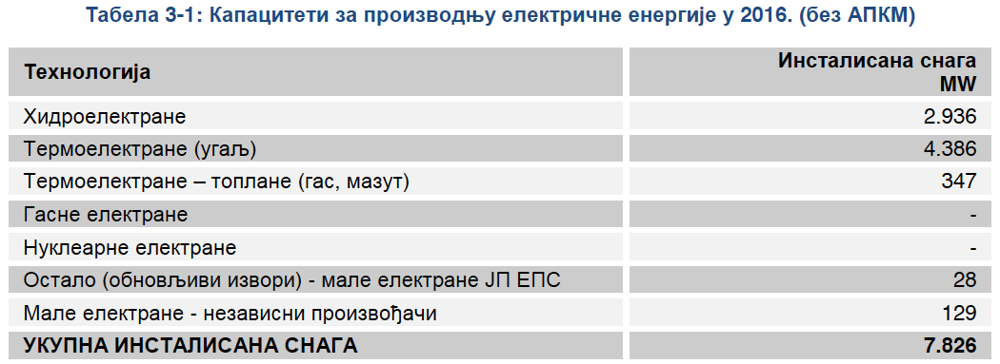 Табела 3-1: Капацитети за производњу електричне енергије у 2016. (без АПКМ)
Технологија Инсталисана снага MW
Хидроелектране 2.936
Термоелектране (угаљ) 4.386
Термоелектране – топлане (гас, мазут) 347
Гасне електране -
Нуклеарне електране -
Остало (обновљиви извори) - мале електране ЈП ЕПС 28
Мале електране - независни произвођачи 129
УКУПНА ИНСТАЛИСАНА СНАГА 7.826